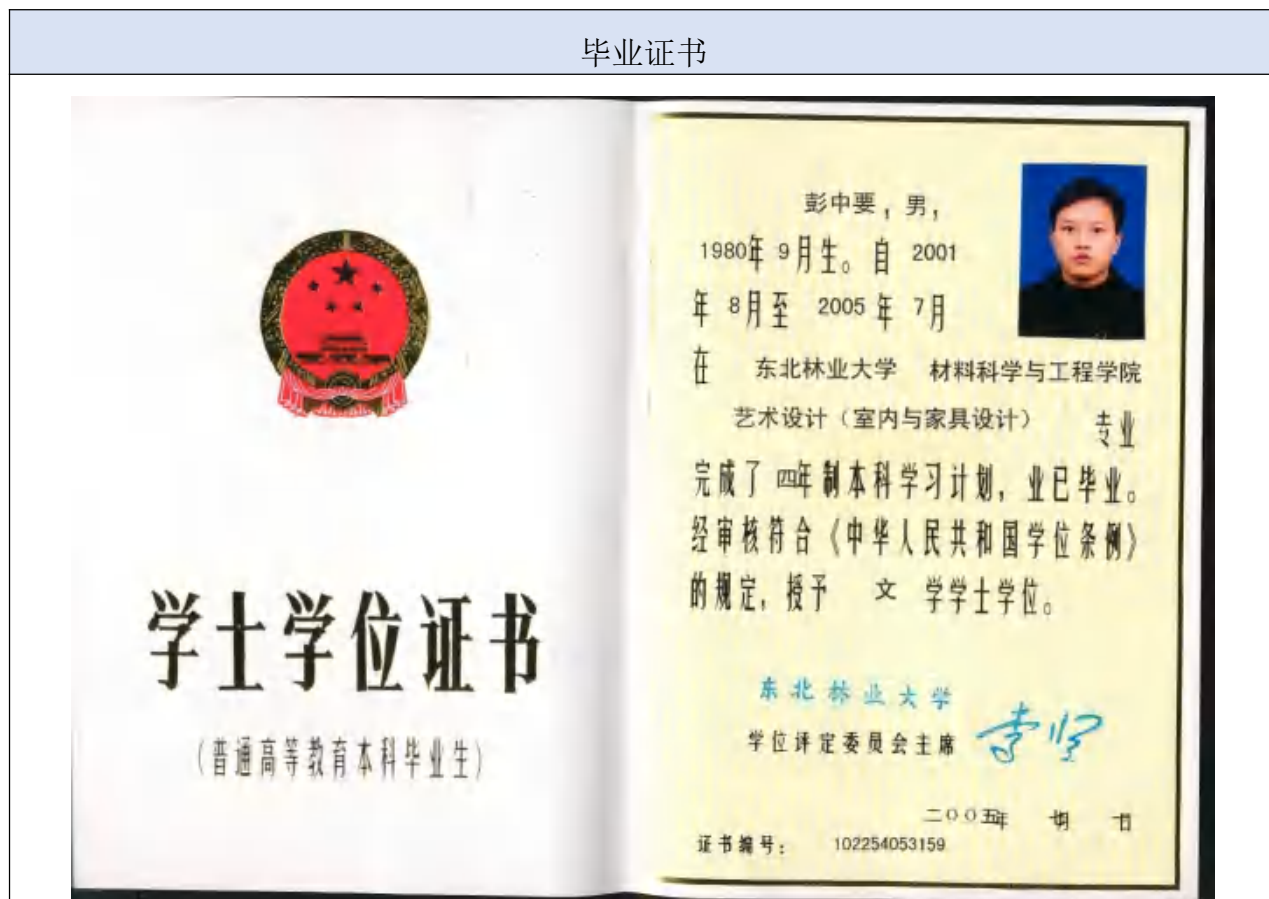 毕业证书
学士学位证书
(普通高等教育本科毕业生)
彭中要,男,
1980年 9月生。自 2001
年 8月至 2005 年 7月
在 东北林业大学 材料科学与工程学院
艺术设计(室内与家具设计) 专业
完成了四年制本科学习计划,业已毕业。
经审核符合《中华人民共和国学位条例》
的规定,授予 文 学学士学位。
东北林业大学
学位评定委员会主席 李坚
二00五年 七月 日
证书编号: 102254053159